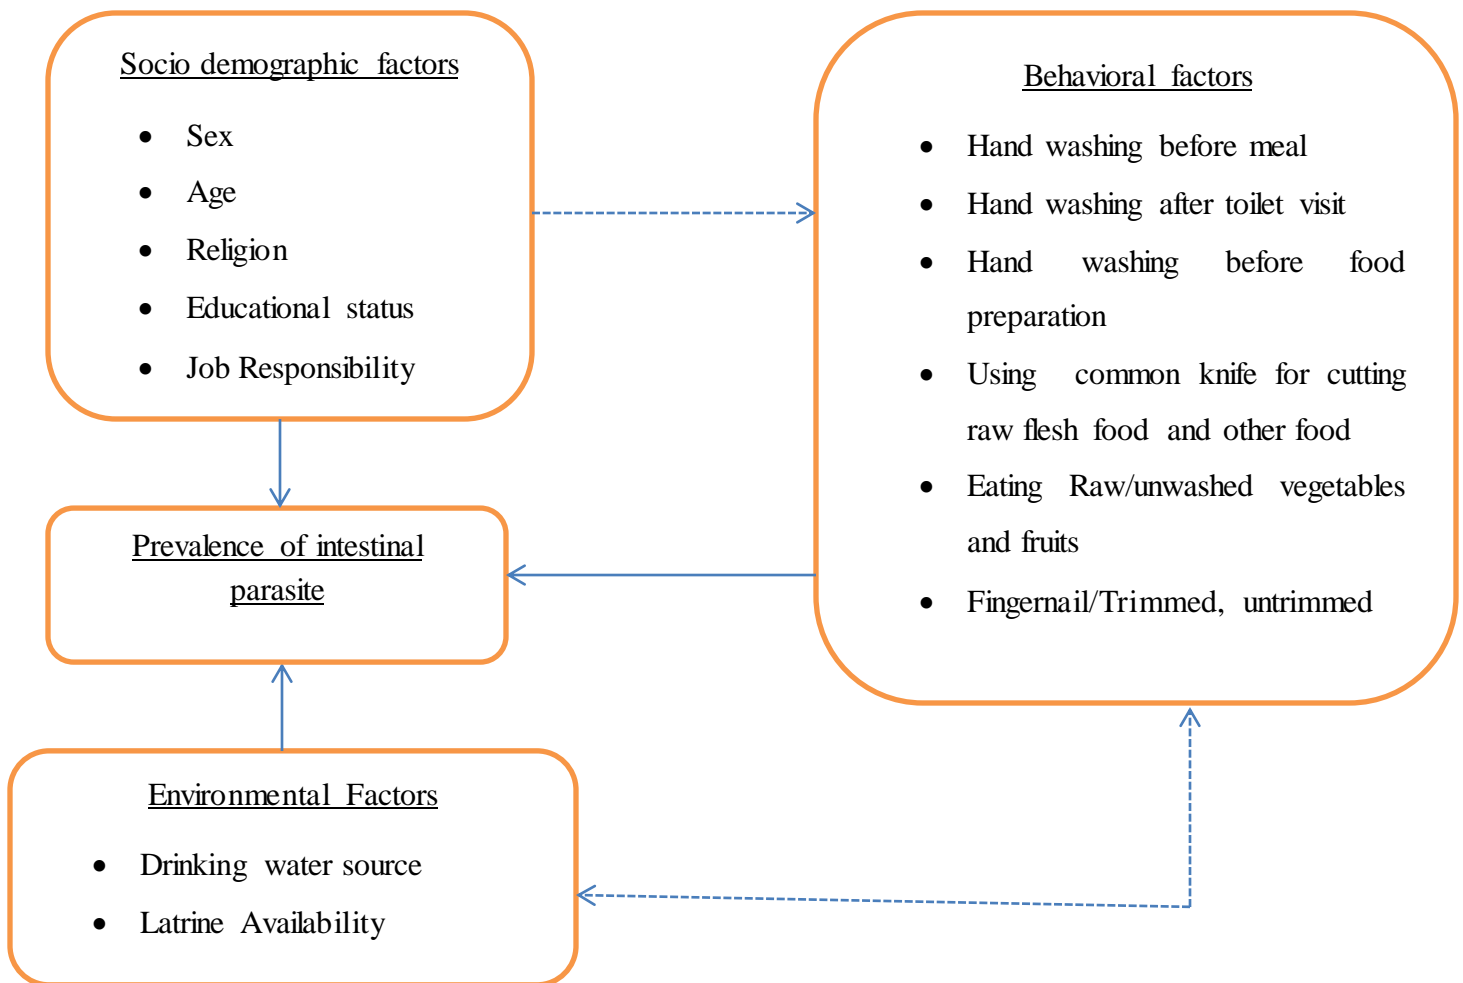 Socio demographic factors
• Sex
• Age
• Religion
• Educational status
• Job Responsibility
Behavioral factors
• Hand washing before meal
• Hand washing after toilet visit
• Hand washing before food
preparation
• Using common knife for cutting
raw flesh food and other food
• Eating Raw/unwashed vegetables
and fruits
• Fingernail/Trimmed, untrimmed
Prevalence of intestinal
parasite
Environmental Factors
• Drinking water source
• Latrine Availability